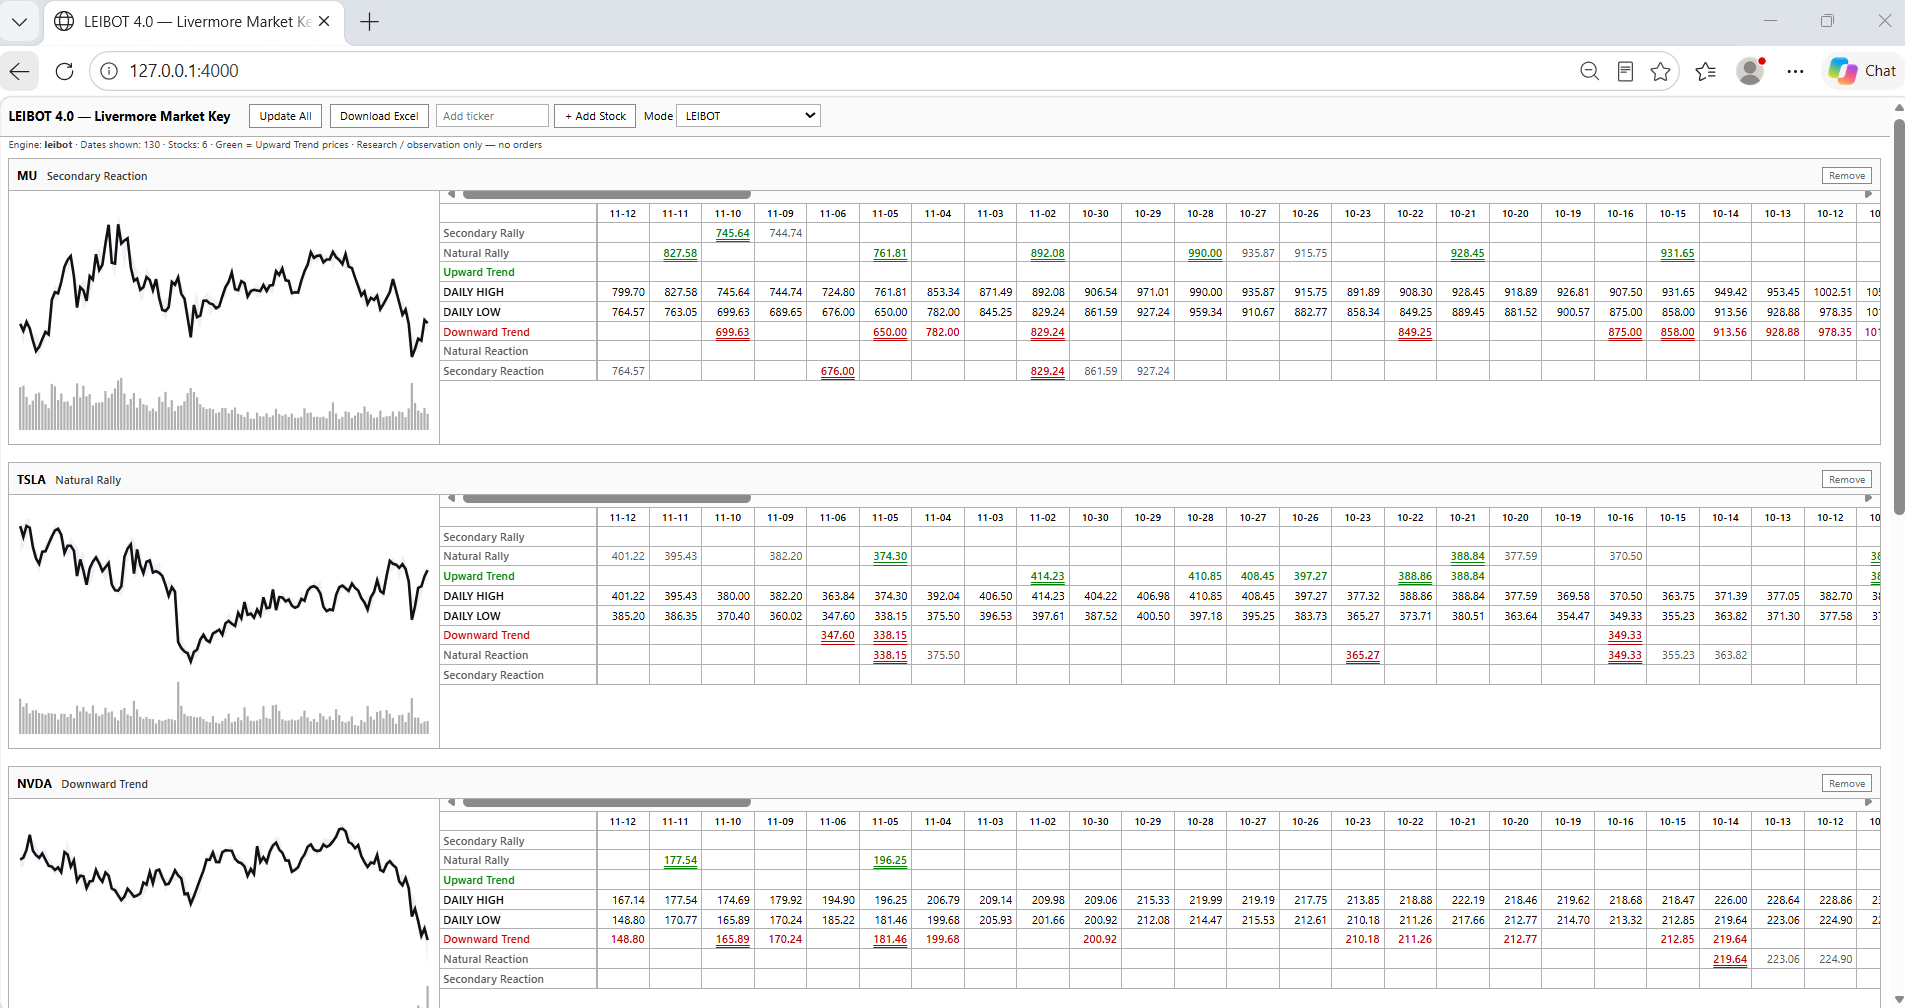 LEIBOT 4.0 — Livermore Market Ke
127.0.0.1:4000
Chat
LEIBOT 4.0 — Livermore Market Key Update All Download Excel Add ticker + Add Stock Mode LEIBOT
Engine: leibot · Dates shown: 130 · Stocks: 6 · Green = Upward Trend prices · Research / observation only — no orders
MU Secondary Reaction Remove
11-12 11-11 11-10 11-09 11-06 11-05 11-04 11-03 11-02 10-30 10-29 10-28 10-27 10-26 10-23 10-22 10-21 10-20 10-19 10-16 10-15 10-14 10-13 10-12 10
Secondary Rally 745.64 744.74
Natural Rally 827.58 761.81 892.08 990.00 935.87 915.75 928.45 931.65
Upward Trend
DAILY HIGH 799.70 827.58 745.64 744.74 724.80 761.81 853.34 871.49 892.08 906.54 971.01 990.00 935.87 915.75 891.89 908.30 928.45 918.89 926.81 907.50 931.65 949.42 953.45 1002.51 10
DAILY LOW 764.57 763.05 699.63 689.65 676.00 650.00 782.00 845.25 829.24 861.59 927.24 959.34 910.67 882.77 858.34 849.25 889.45 881.52 900.57 875.00 858.00 913.56 928.88 978.35 10
Downward Trend 699.63 650.00 782.00 829.24 849.25 875.00 858.00 913.56 928.88 978.35 10
Natural Reaction
Secondary Reaction 764.57 676.00 829.24 861.59 927.24
TSLA Natural Rally Remove
11-12 11-11 11-10 11-09 11-06 11-05 11-04 11-03 11-02 10-30 10-29 10-28 10-27 10-26 10-23 10-22 10-21 10-20 10-19 10-16 10-15 10-14 10-13 10-12 10
Secondary Rally
Natural Rally 401.22 395.43 382.20 374.30 388.84 377.59 370.50 38
Upward Trend 414.23 410.85 408.45 397.27 388.86 388.84 38
DAILY HIGH 401.22 395.43 380.00 382.20 363.84 374.30 392.04 406.50 414.23 404.22 406.98 410.85 408.45 397.27 377.32 388.86 388.84 377.59 369.58 370.50 363.75 371.39 377.05 382.70 38
DAILY LOW 385.20 386.35 370.40 360.02 347.60 338.15 375.50 396.53 397.61 387.52 400.50 397.18 395.25 383.73 365.27 373.71 380.51 363.64 354.47 349.33 355.23 363.82 371.30 377.58 37
Downward Trend 347.60 338.15 349.33
Natural Reaction 338.15 375.50 365.27 349.33 355.23 363.82
Secondary Reaction
NVDA Downward Trend Remove
11-12 11-11 11-10 11-09 11-06 11-05 11-04 11-03 11-02 10-30 10-29 10-28 10-27 10-26 10-23 10-22 10-21 10-20 10-19 10-16 10-15 10-14 10-13 10-12 10
Secondary Rally
Natural Rally 177.54 196.25
Upward Trend
DAILY HIGH 167.14 177.54 174.69 179.92 194.90 196.25 206.79 209.14 209.98 209.06 215.33 219.99 219.19 217.75 213.85 218.88 222.19 218.46 219.62 218.68 218.47 226.00 228.64 228.86 23
DAILY LOW 148.80 170.77 165.89 170.24 185.22 181.46 199.68 205.93 201.66 200.92 212.08 214.47 215.53 212.61 210.18 211.26 217.66 212.77 214.70 213.32 212.85 219.64 223.06 224.90 22
Downward Trend 148.80 165.89 170.24 181.46 199.68 200.92 210.18 211.26 212.77 212.85 219.64
Natural Reaction 219.64 223.06 224.90
Secondary Reaction